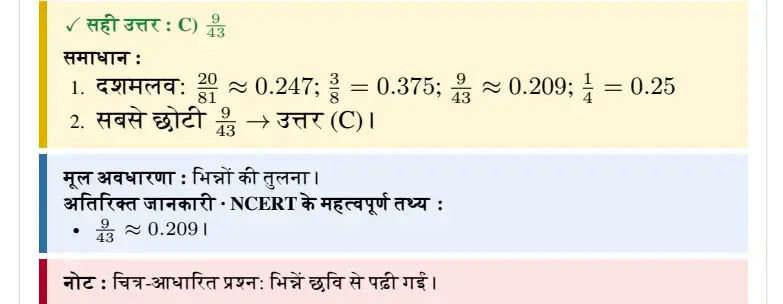 ✓ सही उत्तर : C) 9/43
समाधान :
1. दशमलव: 20/81 ≈ 0.247; 3/8 = 0.375; 9/43 ≈ 0.209; 1/4 = 0.25
2. सबसे छोटी 9/43 → उत्तर (C)।
मूल अवधारणा : भिन्नों की तुलना।
अतिरिक्त जानकारी · NCERT के महत्वपूर्ण तथ्य :
• 9/43 ≈ 0.209।
नोट : चित्र-आधारित प्रश्न: भिन्नें छवि से पढ़ी गईं।